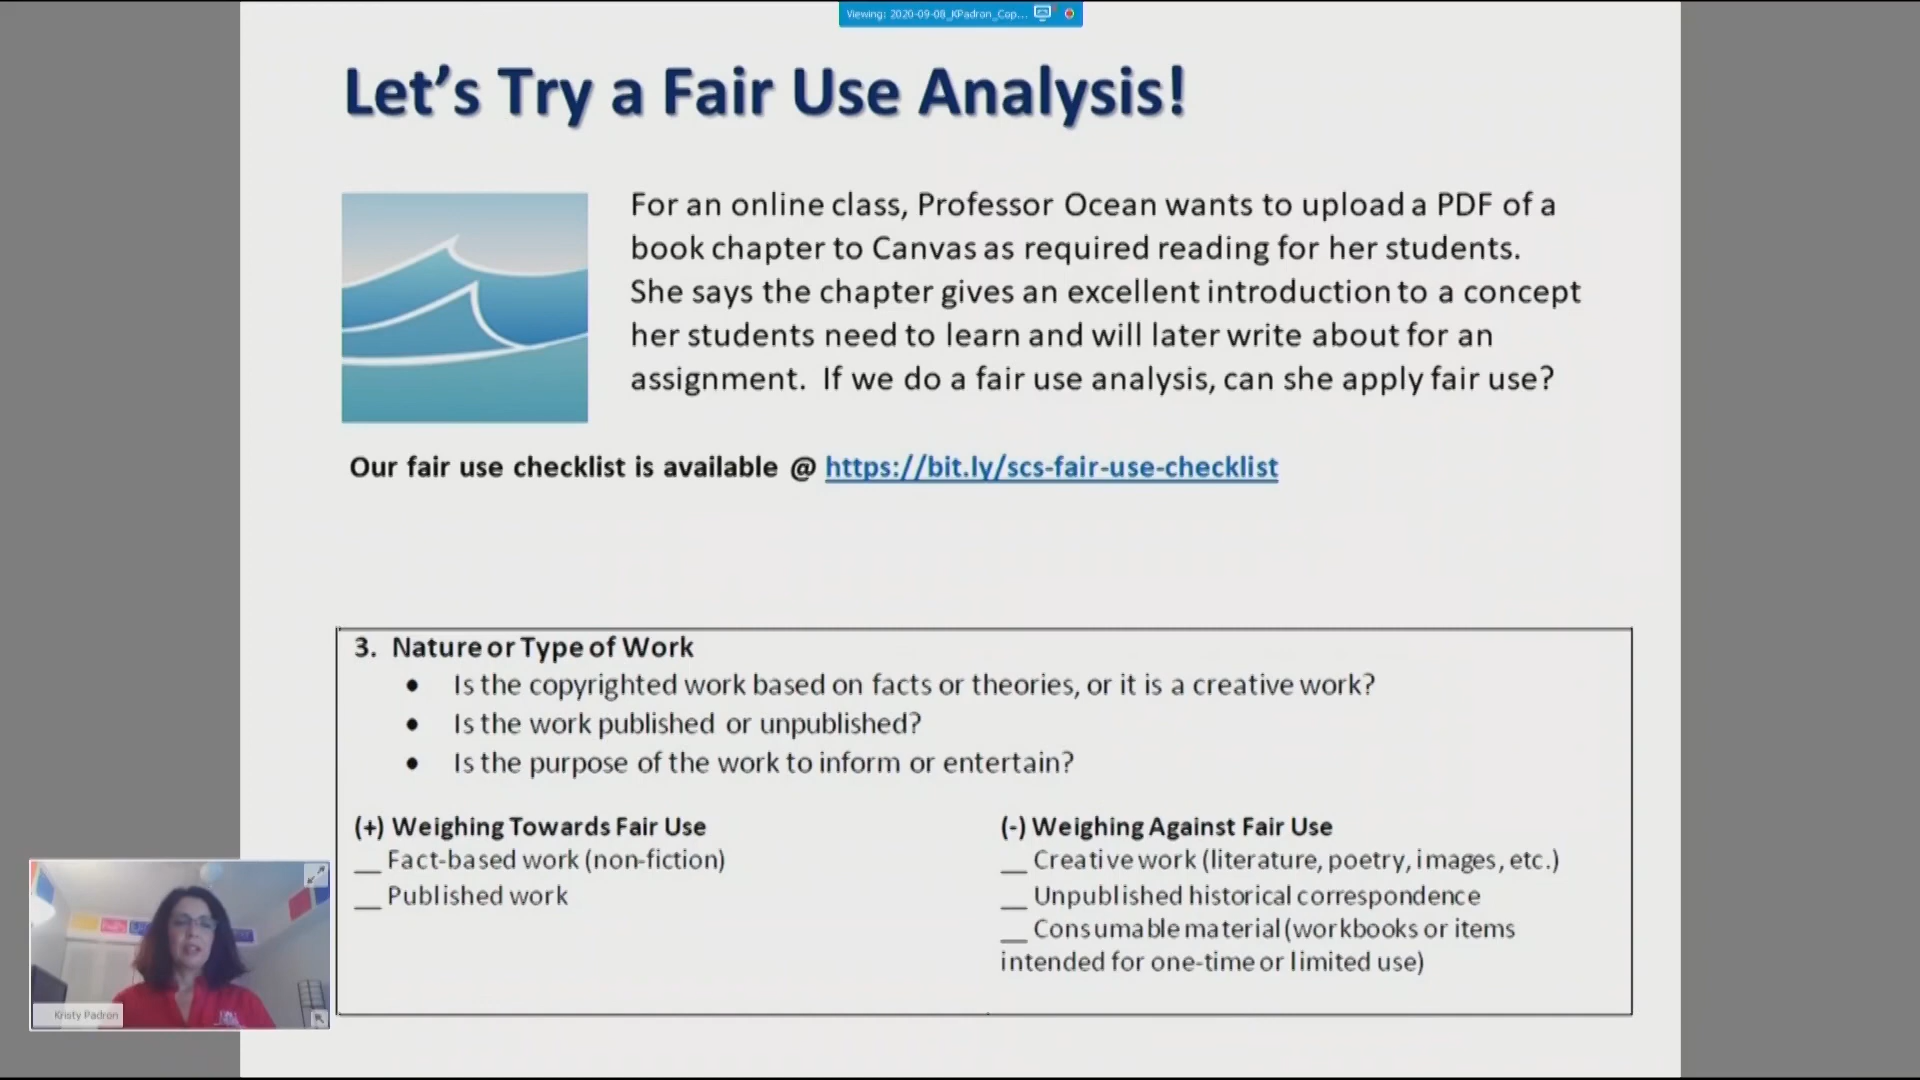 Viewing: 2020-09-08_KPadron_Cop...
Let's Try a Fair Use Analysis!
For an online class, Professor Ocean wants to upload a PDF of a
book chapter to Canvas as required reading for her students.
She says the chapter gives an excellent introduction to a concept
her students need to learn and will later write about for an
assignment. If we do a fair use analysis, can she apply fair use?
Our fair use checklist is available @ https://bit.ly/scs-fair-use-checklist
3. Nature or Type of Work
• Is the copyrighted work based on facts or theories, or it is a creative work?
• Is the work published or unpublished?
• Is the purpose of the work to inform or entertain?
(+) Weighing Towards Fair Use
__ Fact-based work (non-fiction)
__ Published work
(-) Weighing Against Fair Use
__ Creative work (literature, poetry, images, etc.)
__ Unpublished historical correspondence
__ Consumable material (workbooks or items
intended for one-time or limited use)
Kristy Padron